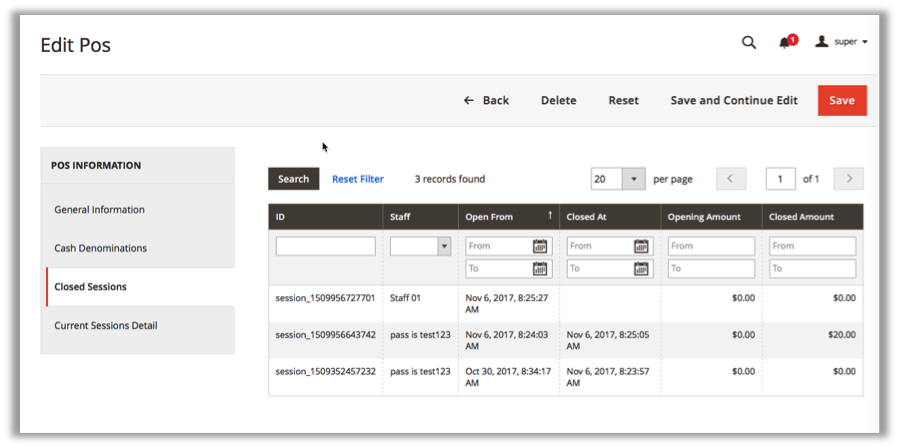 Edit Pos
1
super
← Back Delete Reset Save and Continue Edit Save
POS INFORMATION
General Information
Cash Denominations
Closed Sessions
Current Sessions Detail
Search Reset Filter 3 records found 20 per page 1 of 1
ID Staff Open From ↑ Closed At Opening Amount Closed Amount
From From From From
To To To To
session_1509956727701 Staff 01 Nov 6, 2017, 8:25:27 $0.00 $0.00
AM
session_1509956643742 pass is test123 Nov 6, 2017, 8:24:03 Nov 6, 2017, 8:25:05 $0.00 $20.00
AM AM
session_1509352457232 pass is test123 Oct 30, 2017, 8:34:17 Nov 6, 2017, 8:23:57 $0.00 $0.00
AM AM